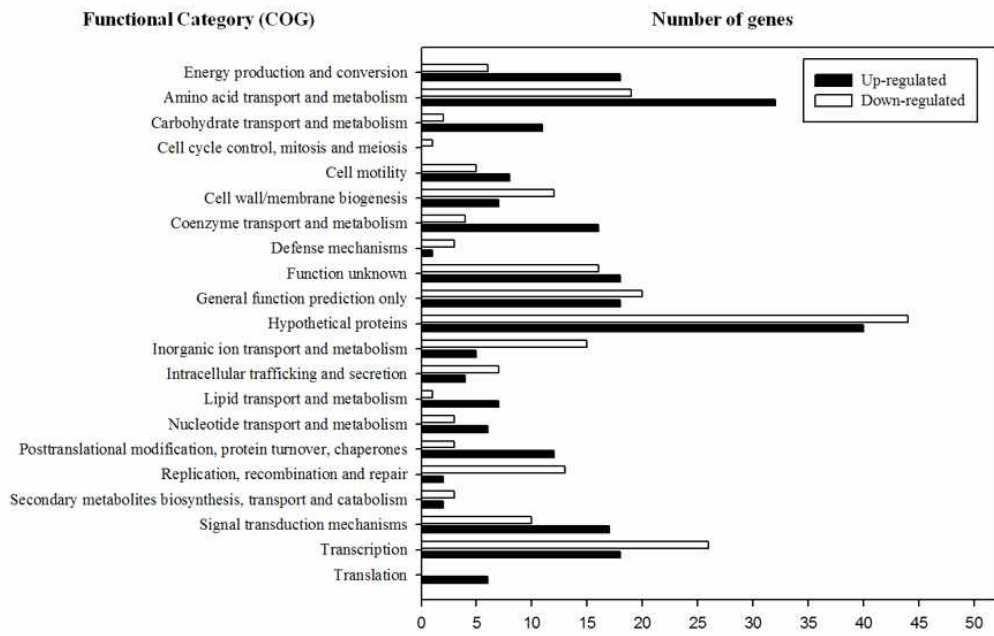 Functional Category (COG)
Number of genes
Up-regulated
Down-regulated
Energy production and conversion
Amino acid transport and metabolism
Carbohydrate transport and metabolism
Cell cycle control, mitosis and meiosis
Cell motility
Cell wall/membrane biogenesis
Coenzyme transport and metabolism
Defense mechanisms
Function unknown
General function prediction only
Hypothetical proteins
Inorganic ion transport and metabolism
Intracellular trafficking and secretion
Lipid transport and metabolism
Nucleotide transport and metabolism
Posttranslational modification, protein turnover, chaperones
Replication, recombination and repair
Secondary metabolites biosynthesis, transport and catabolism
Signal transduction mechanisms
Transcription
Translation
0 5 10 15 20 25 30 35 40 45 50